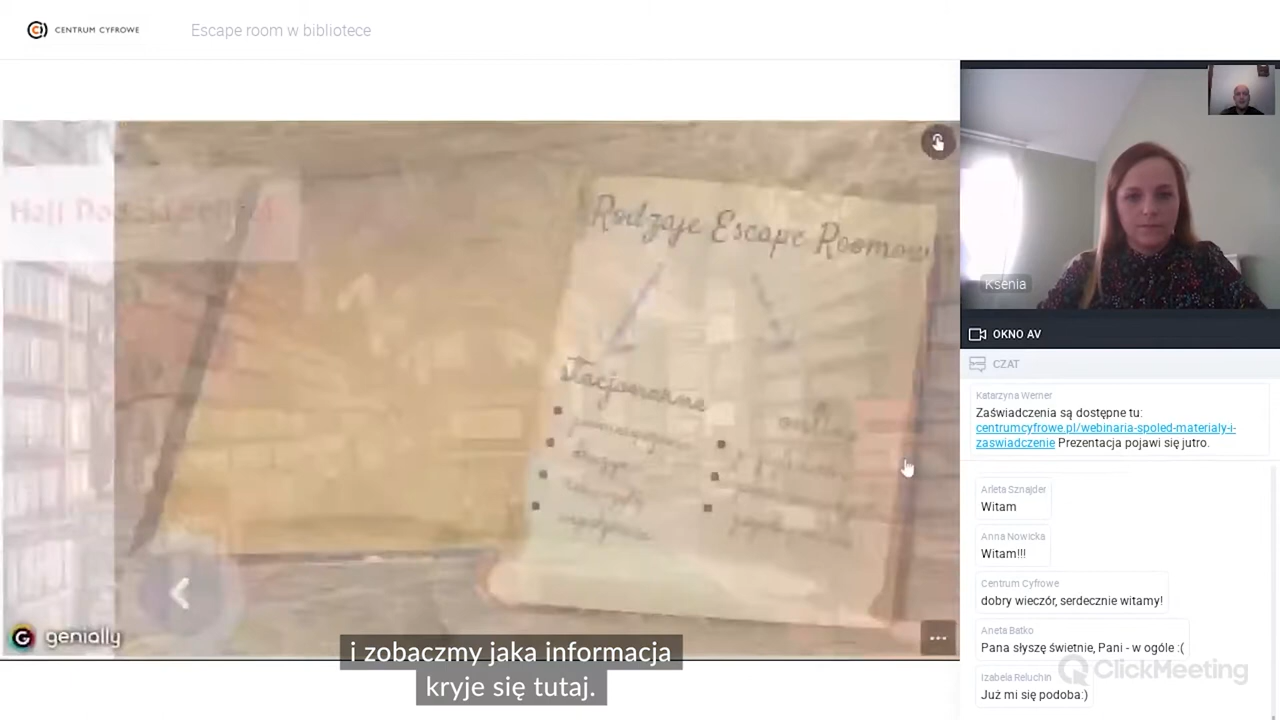 CENTRUM CYFROWE
Escape room w bibliotece
Rodzaje Escape Roomów
stacjonarne
online
Ksenia
OKNO AV
CZAT
Katarzyna Werner
Zaświadczenia są dostępne tu:
centrumcyfrowe.pl/webinaria-spoled-materialy-i-
zaswiadczenie Prezentacja pojawi się jutro.
Arleta Sznajder
Witam
Anna Nowicka
Witam!!!
Centrum Cyfrowe
dobry wieczór, serdecznie witamy!
Aneta Batko
Pana słyszę świetnie, Pani - w ogóle :(
Izabela Reluchin
Już mi się podoba:)
ClickMeeting
genially
i zobaczmy jaka informacja
kryje się tutaj.